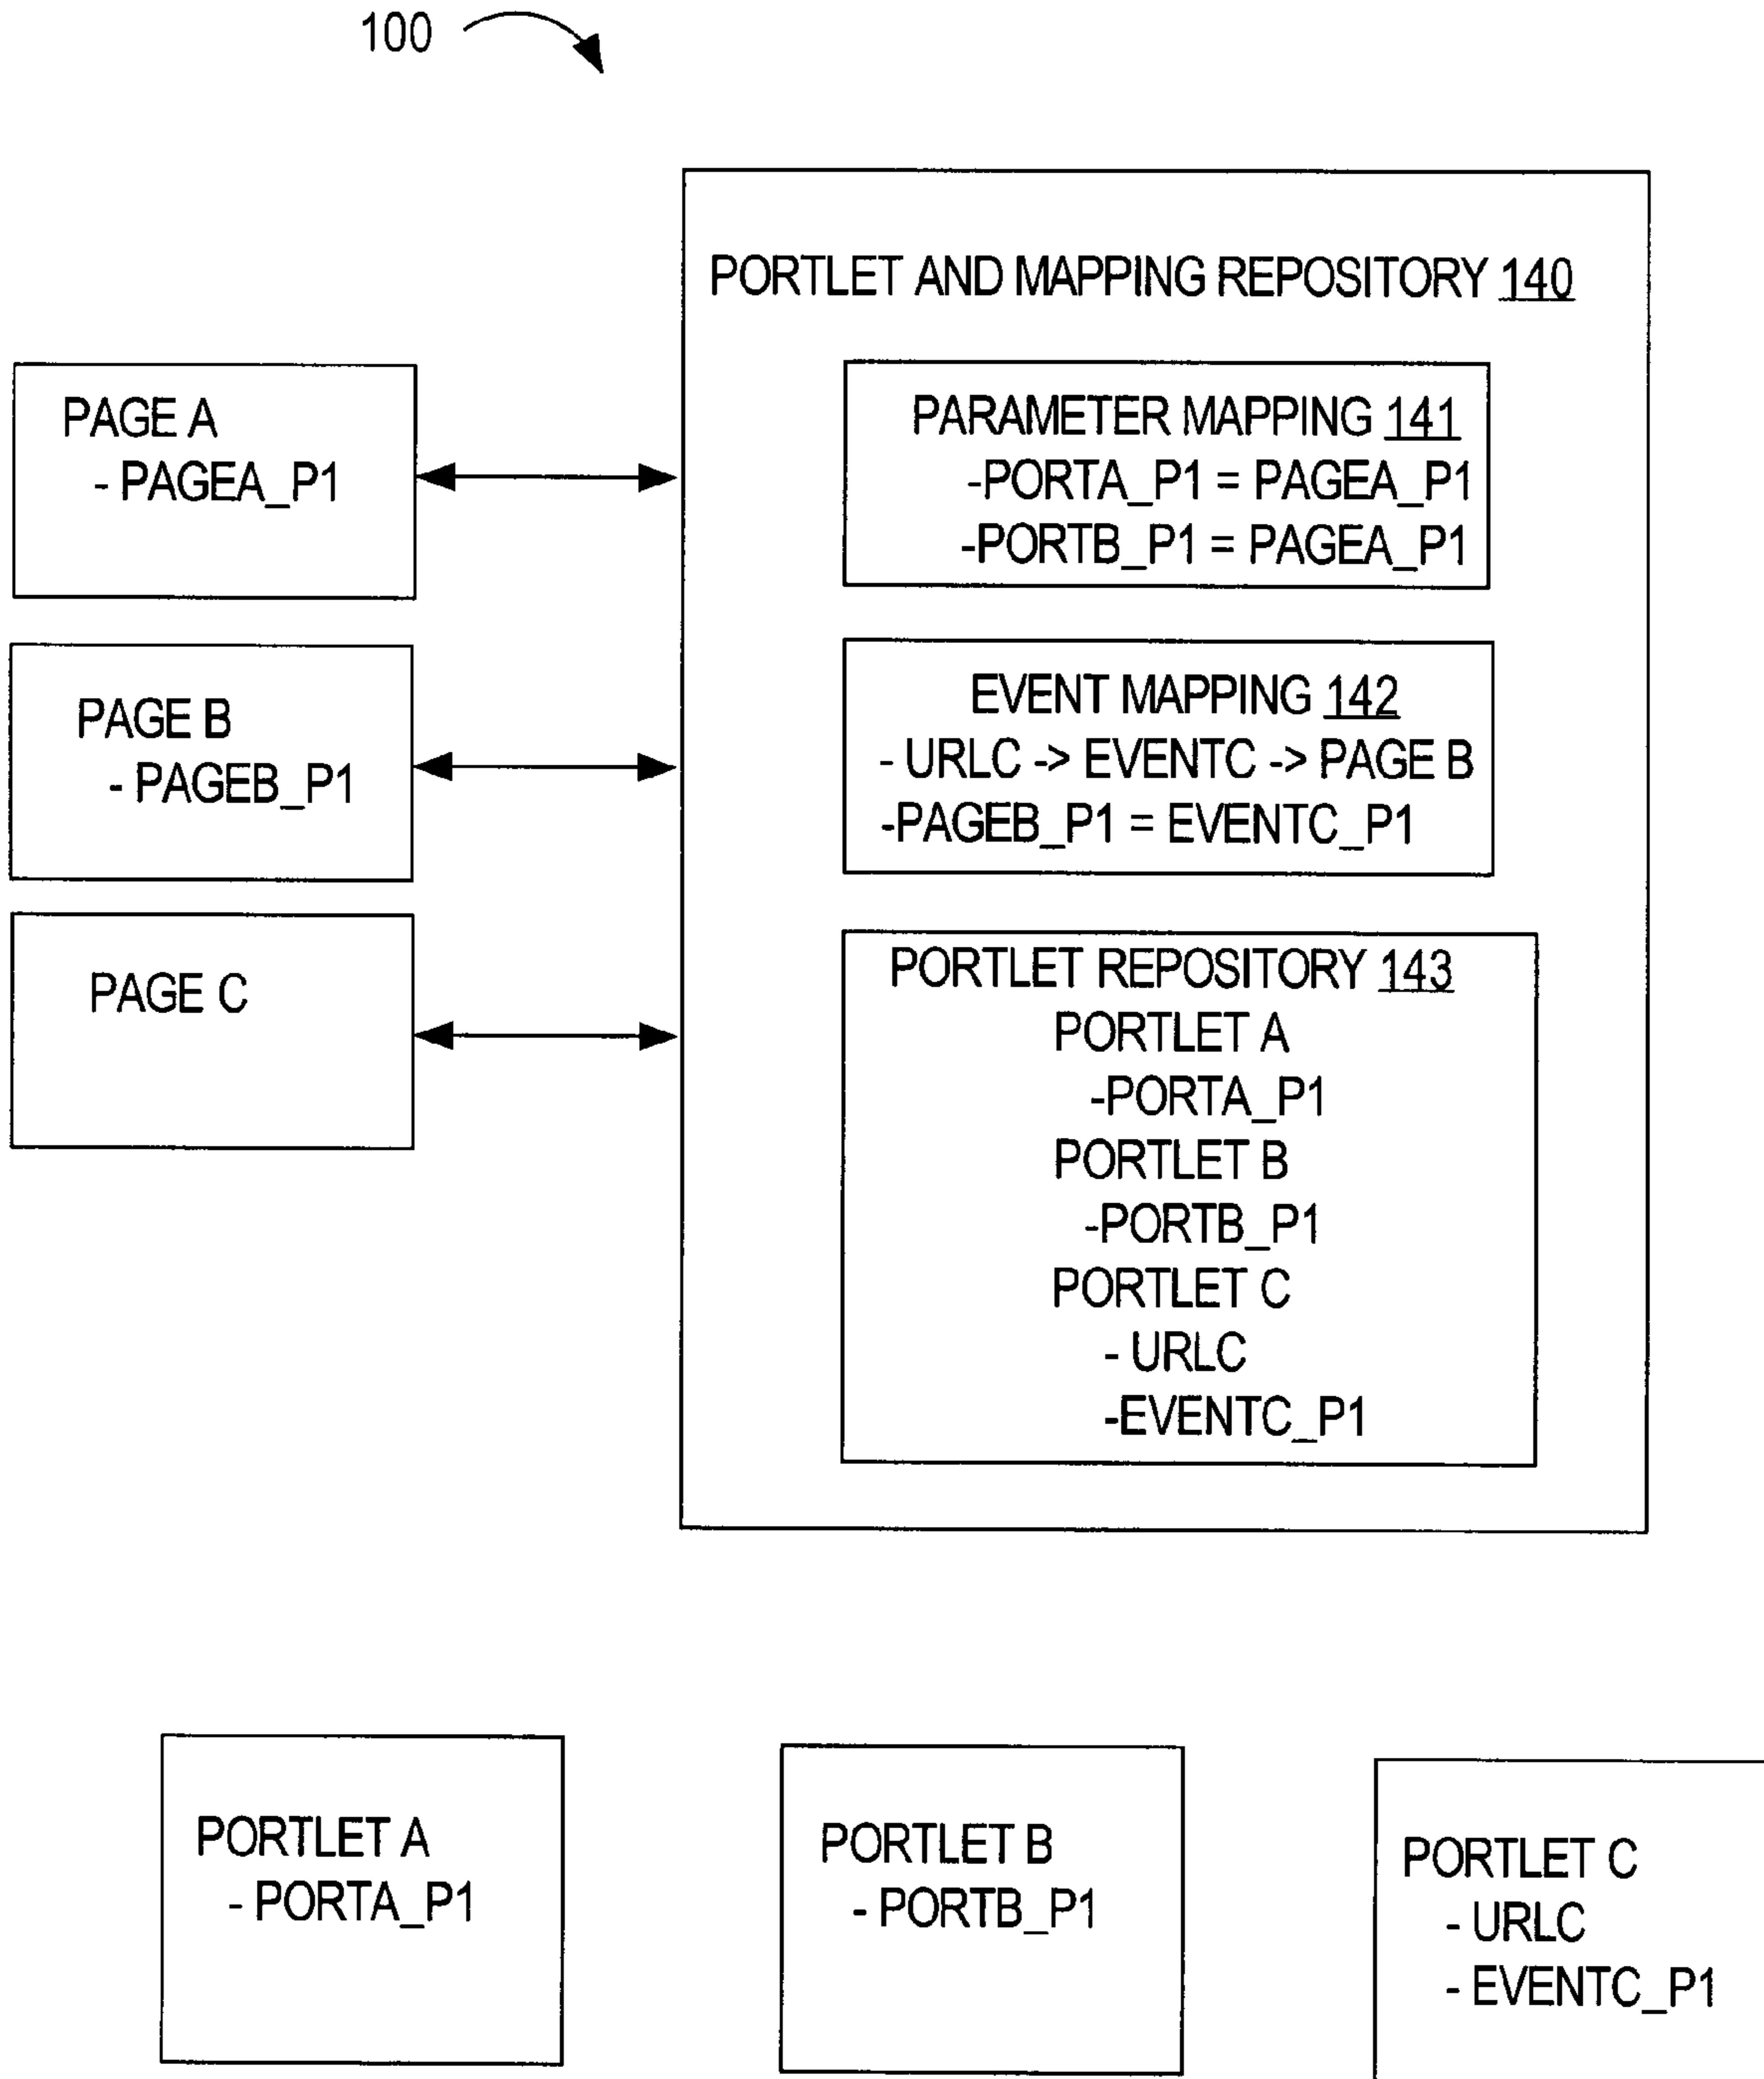 100
PORTLET AND MAPPING REPOSITORY 140
PAGE A
- PAGEA_P1
PARAMETER MAPPING 141
-PORTA_P1 = PAGEA_P1
-PORTB_P1 = PAGEA_P1
PAGE B
- PAGEB_P1
EVENT MAPPING 142
- URLC -> EVENTC -> PAGE B
-PAGEB_P1 = EVENTC_P1
PAGE C
PORTLET REPOSITORY 143
PORTLET A
-PORTA_P1
PORTLET B
-PORTB_P1
PORTLET C
- URLC
-EVENTC_P1
PORTLET A
- PORTA_P1
PORTLET B
- PORTB_P1
PORTLET C
- URLC
- EVENTC_P1